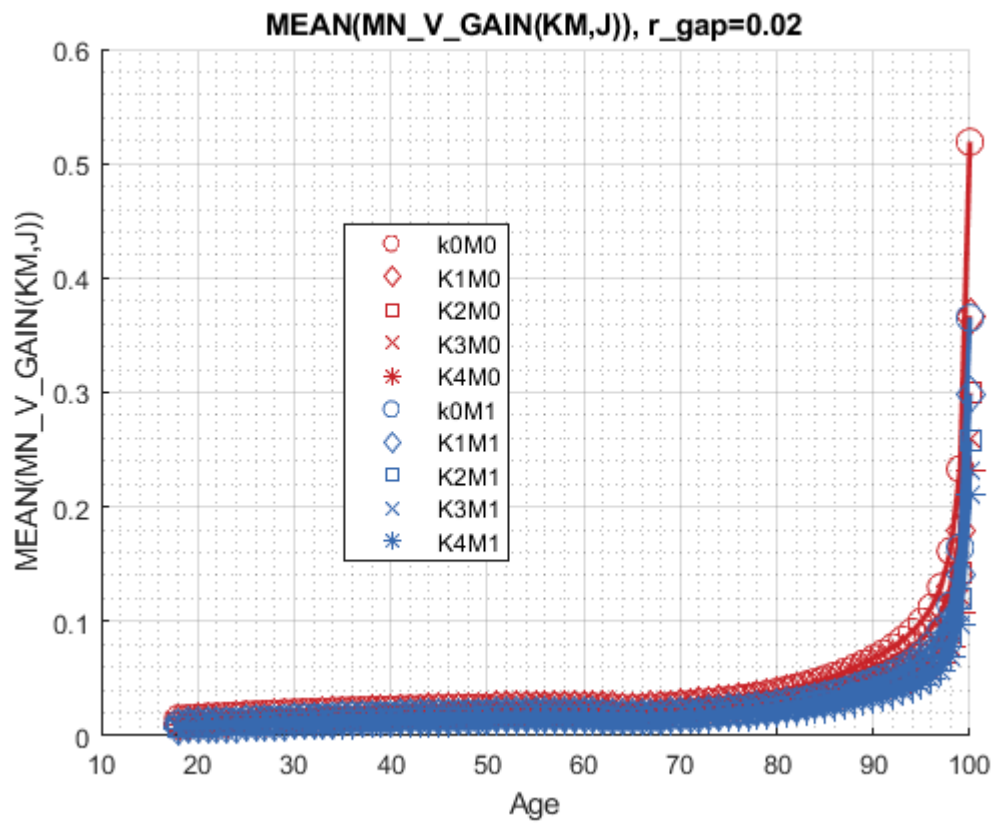 MEAN(MN_V_GAIN(KM,J)), r_gap=0.02
MEAN(MN_V_GAIN(KM,J))
0.6
0.5
0.4
0.3
0.2
0.1
0
k0M0
K1M0
K2M0
K3M0
K4M0
k0M1
K1M1
K2M1
K3M1
K4M1
10 20 30 40 50 60 70 80 90 100
Age